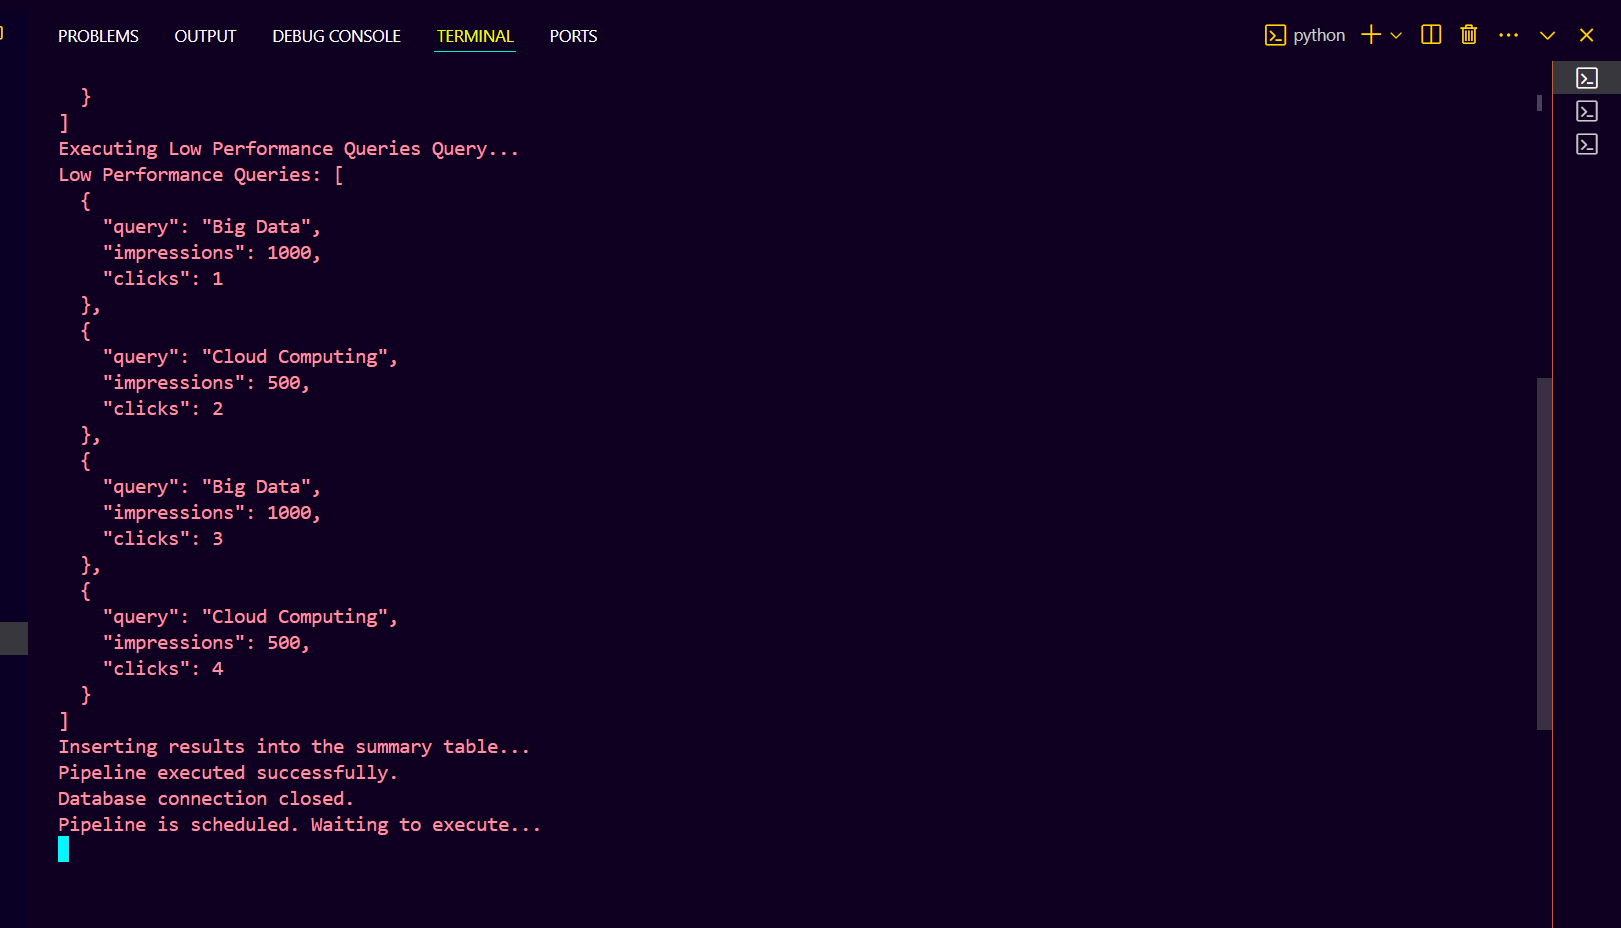 PROBLEMS OUTPUT DEBUG CONSOLE TERMINAL PORTS python
  }
]
Executing Low Performance Queries Query...
Low Performance Queries: [
  {
    "query": "Big Data",
    "impressions": 1000,
    "clicks": 1
  },
  {
    "query": "Cloud Computing",
    "impressions": 500,
    "clicks": 2
  },
  {
    "query": "Big Data",
    "impressions": 1000,
    "clicks": 3
  },
  {
    "query": "Cloud Computing",
    "impressions": 500,
    "clicks": 4
  }
]
Inserting results into the summary table...
Pipeline executed successfully.
Database connection closed.
Pipeline is scheduled. Waiting to execute...